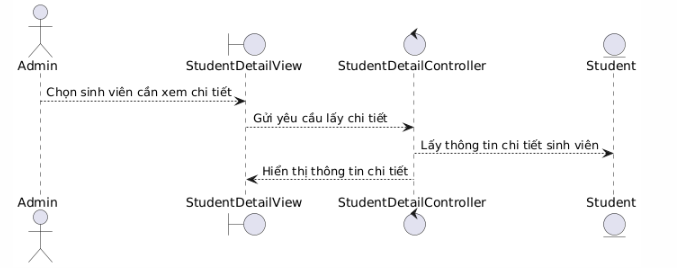 Admin
StudentDetailView
StudentDetailController
Student
Chọn sinh viên cần xem chi tiết
Gửi yêu cầu lấy chi tiết
Lấy thông tin chi tiết sinh viên
Hiển thị thông tin chi tiết
Admin
StudentDetailView
StudentDetailController
Student